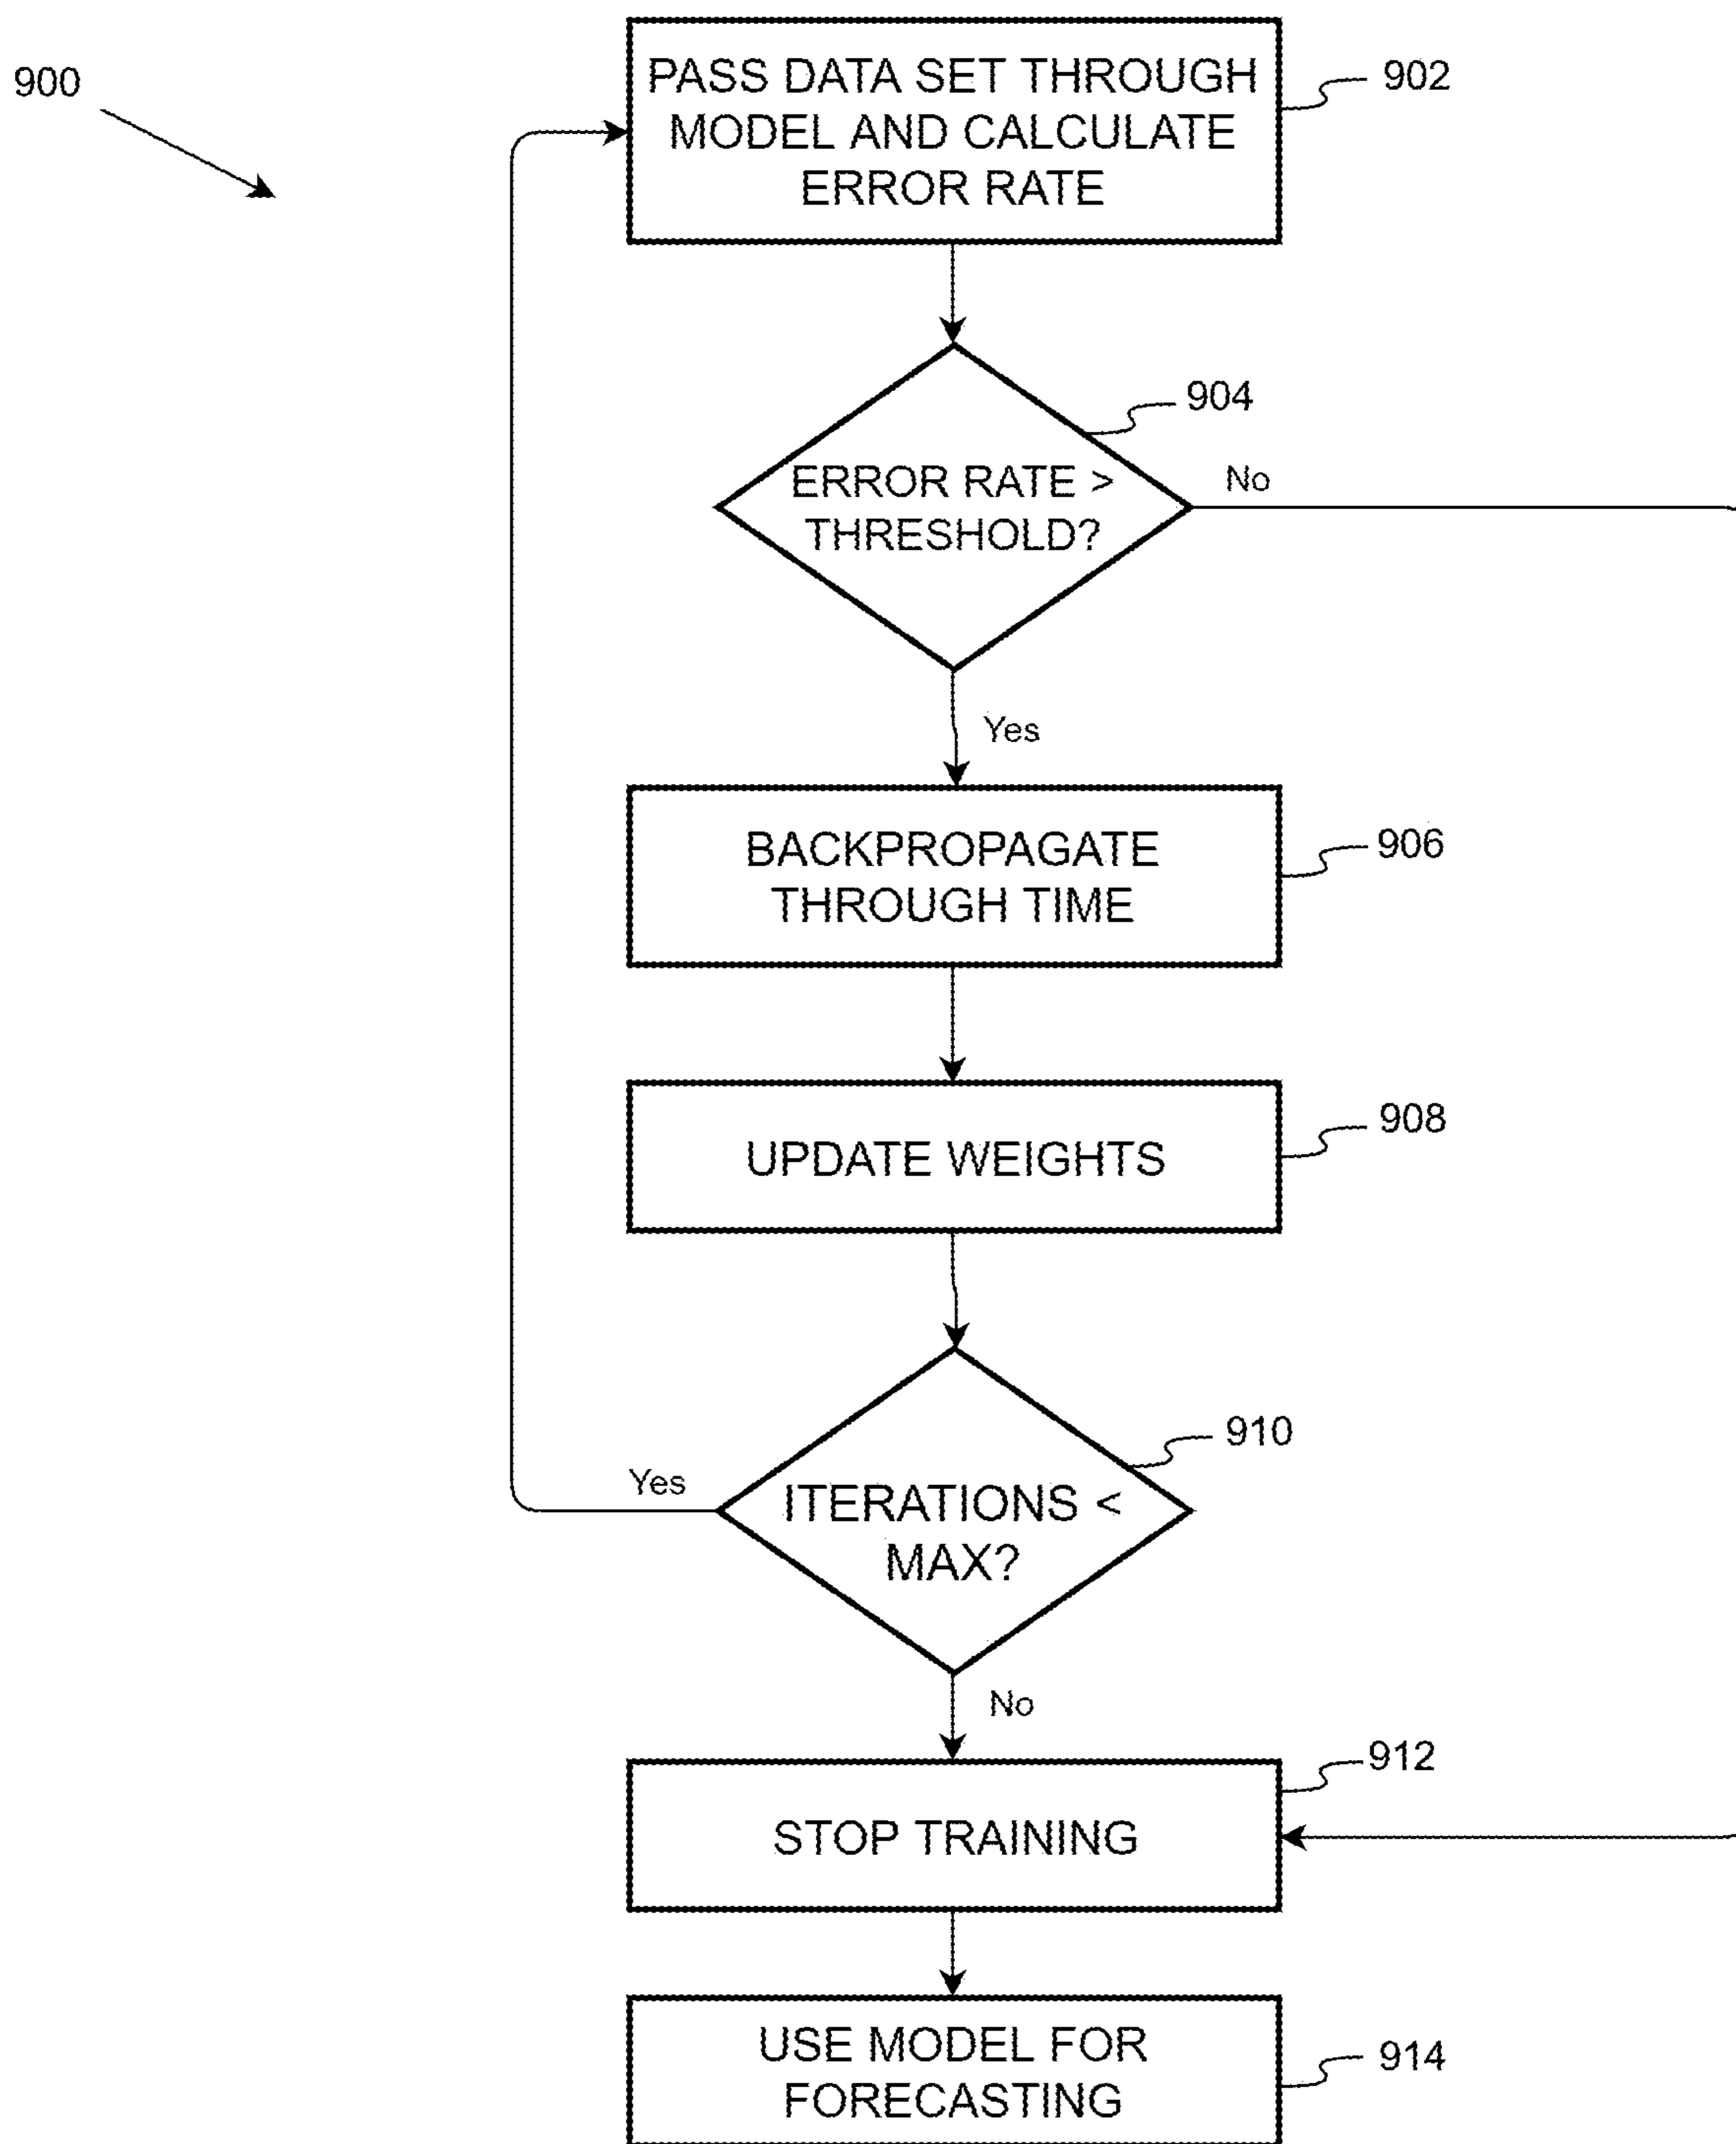 900
PASS DATA SET THROUGH
MODEL AND CALCULATE
ERROR RATE
902
904
ERROR RATE >
THRESHOLD?
No
Yes
BACKPROPAGATE
THROUGH TIME
906
UPDATE WEIGHTS
908
910
ITERATIONS <
MAX?
Yes
No
912
STOP TRAINING
USE MODEL FOR
FORECASTING
914